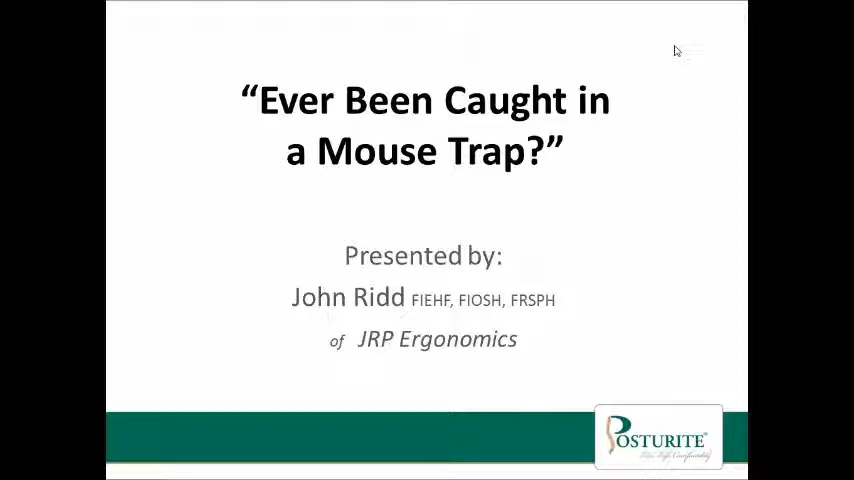 “Ever Been Caught in
a Mouse Trap?”
Presented by:
John Ridd FIEHF, FIOSH, FRSPH
of JRP Ergonomics
POSTURITE®